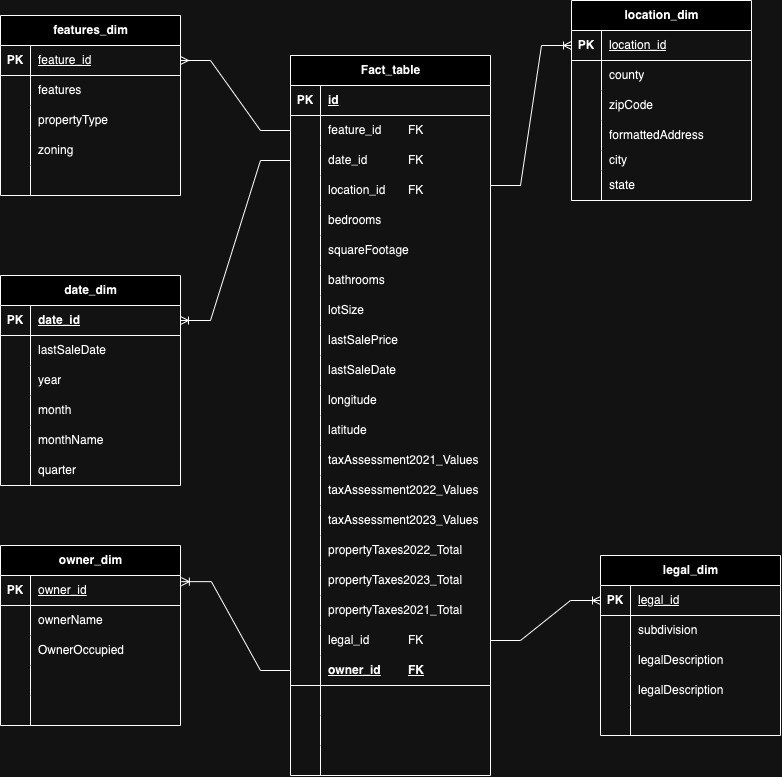 features_dim
PK feature_id
features
propertyType
zoning
date_dim
PK date_id
lastSaleDate
year
month
monthName
quarter
owner_dim
PK owner_id
ownerName
OwnerOccupied
Fact_table
PK id
feature_id FK
date_id FK
location_id FK
bedrooms
squareFootage
bathrooms
lotSize
lastSalePrice
lastSaleDate
longitude
latitude
taxAssessment2021_Values
taxAssessment2022_Values
taxAssessment2023_Values
propertyTaxes2022_Total
propertyTaxes2023_Total
propertyTaxes2021_Total
legal_id FK
owner_id FK
location_dim
PK location_id
county
zipCode
formattedAddress
city
state
legal_dim
PK legal_id
subdivision
legalDescription
legalDescription